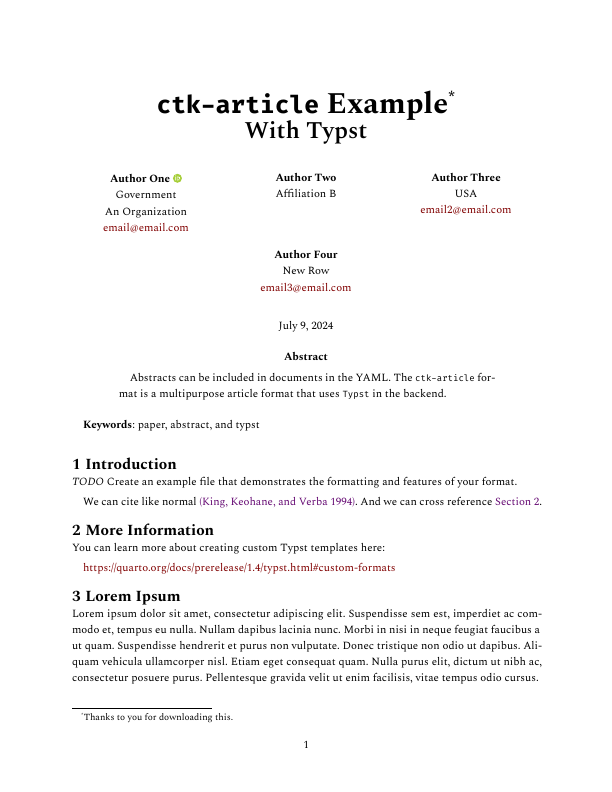 ctk-article Example*
With Typst
Author One
Government
An Organization
email@email.com
Author Two
Affiliation B
Author Three
USA
email2@email.com
Author Four
New Row
email3@email.com
July 9, 2024
Abstract
Abstracts can be included in documents in the YAML. The ctk-article for-
mat is a multipurpose article format that uses Typst in the backend.
Keywords: paper, abstract, and typst
1 Introduction
TODO Create an example file that demonstrates the formatting and features of your format.
We can cite like normal (King, Keohane, and Verba 1994). And we can cross reference Section 2.
2 More Information
You can learn more about creating custom Typst templates here:
https://quarto.org/docs/prerelease/1.4/typst.html#custom-formats
3 Lorem Ipsum
Lorem ipsum dolor sit amet, consectetur adipiscing elit. Suspendisse sem est, imperdiet ac com-
modo et, tempus eu nulla. Nullam dapibus lacinia nunc. Morbi in nisi in neque feugiat faucibus a
ut quam. Suspendisse hendrerit et purus non vulputate. Donec tristique non odio ut dapibus. Ali-
quam vehicula ullamcorper nisl. Etiam eget consequat quam. Nulla purus elit, dictum ut nibh ac,
consectetur posuere purus. Pellentesque gravida velit ut enim facilisis, vitae tempus odio cursus.
*Thanks to you for downloading this.
1